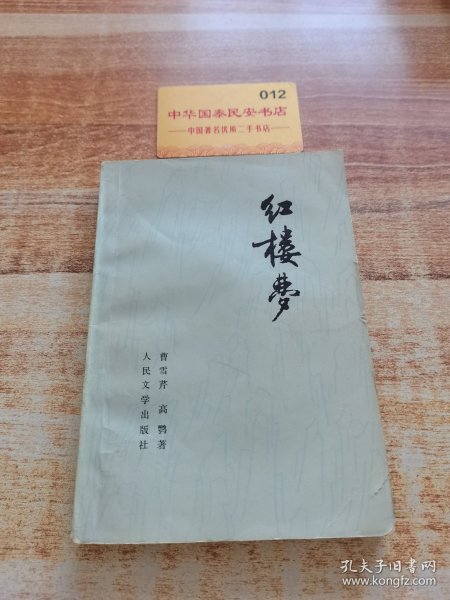 012
中华国泰民安书店
中国著名优质二手书店
红楼梦
曹雪芹 高鹗著
人民文学出版社
孔夫子旧书网
www.kongfz.com